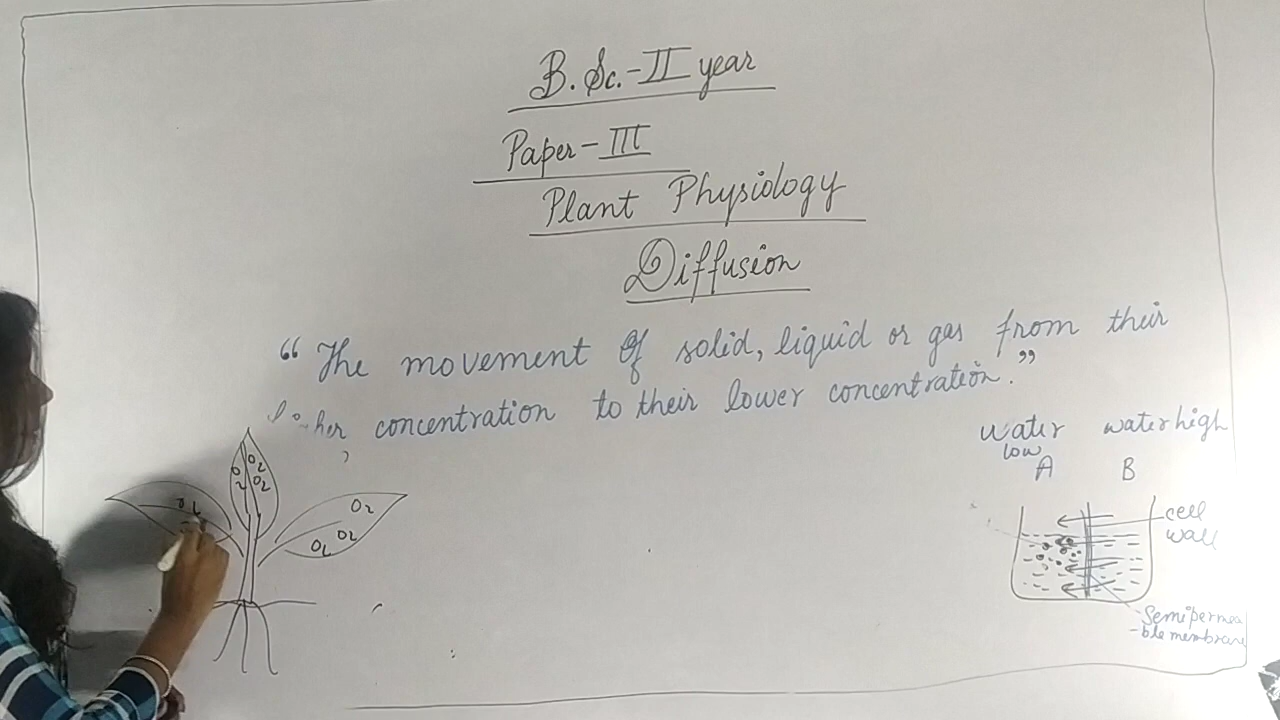 B.Sc.-II year
Paper-III
Plant Physiology
Diffusion
“ The movement of solid, liquid or gas from their
concentration to their lower concentration.”
water water high
low
A B
cell
wall
Semipermea
-ble membrane
O2
O2
O2
O2
O2
O2
O2